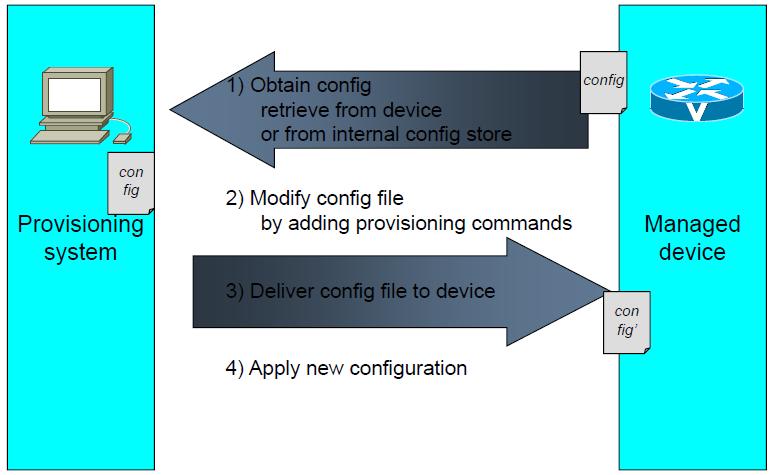 1) Obtain config
retrieve from device
or from internal config store
config
con
fig
Provisioning
system
2) Modify config file
by adding provisioning commands
Managed
device
3) Deliver config file to device
con
fig’
4) Apply new configuration
V